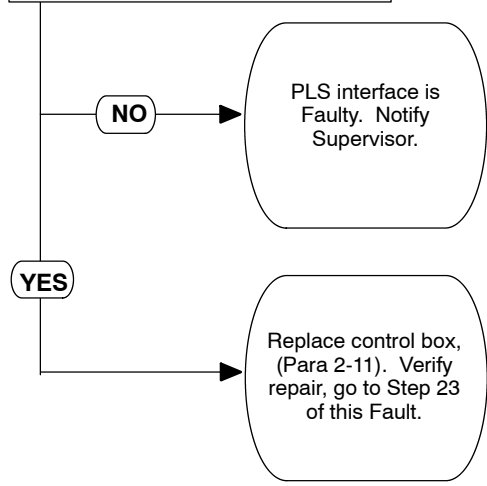 NO
PLS interface is
Faulty. Notify
Supervisor.
YES
Replace control box,
(Para 2-11). Verify
repair, go to Step 23
of this Fault.